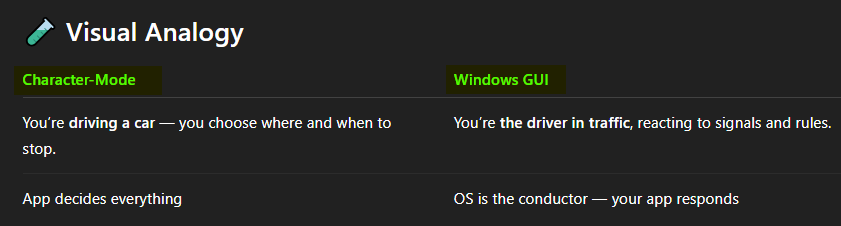 Visual Analogy
Character-Mode Windows GUI
You’re driving a car — you choose where and when to stop. You’re the driver in traffic, reacting to signals and rules.
App decides everything OS is the conductor — your app responds